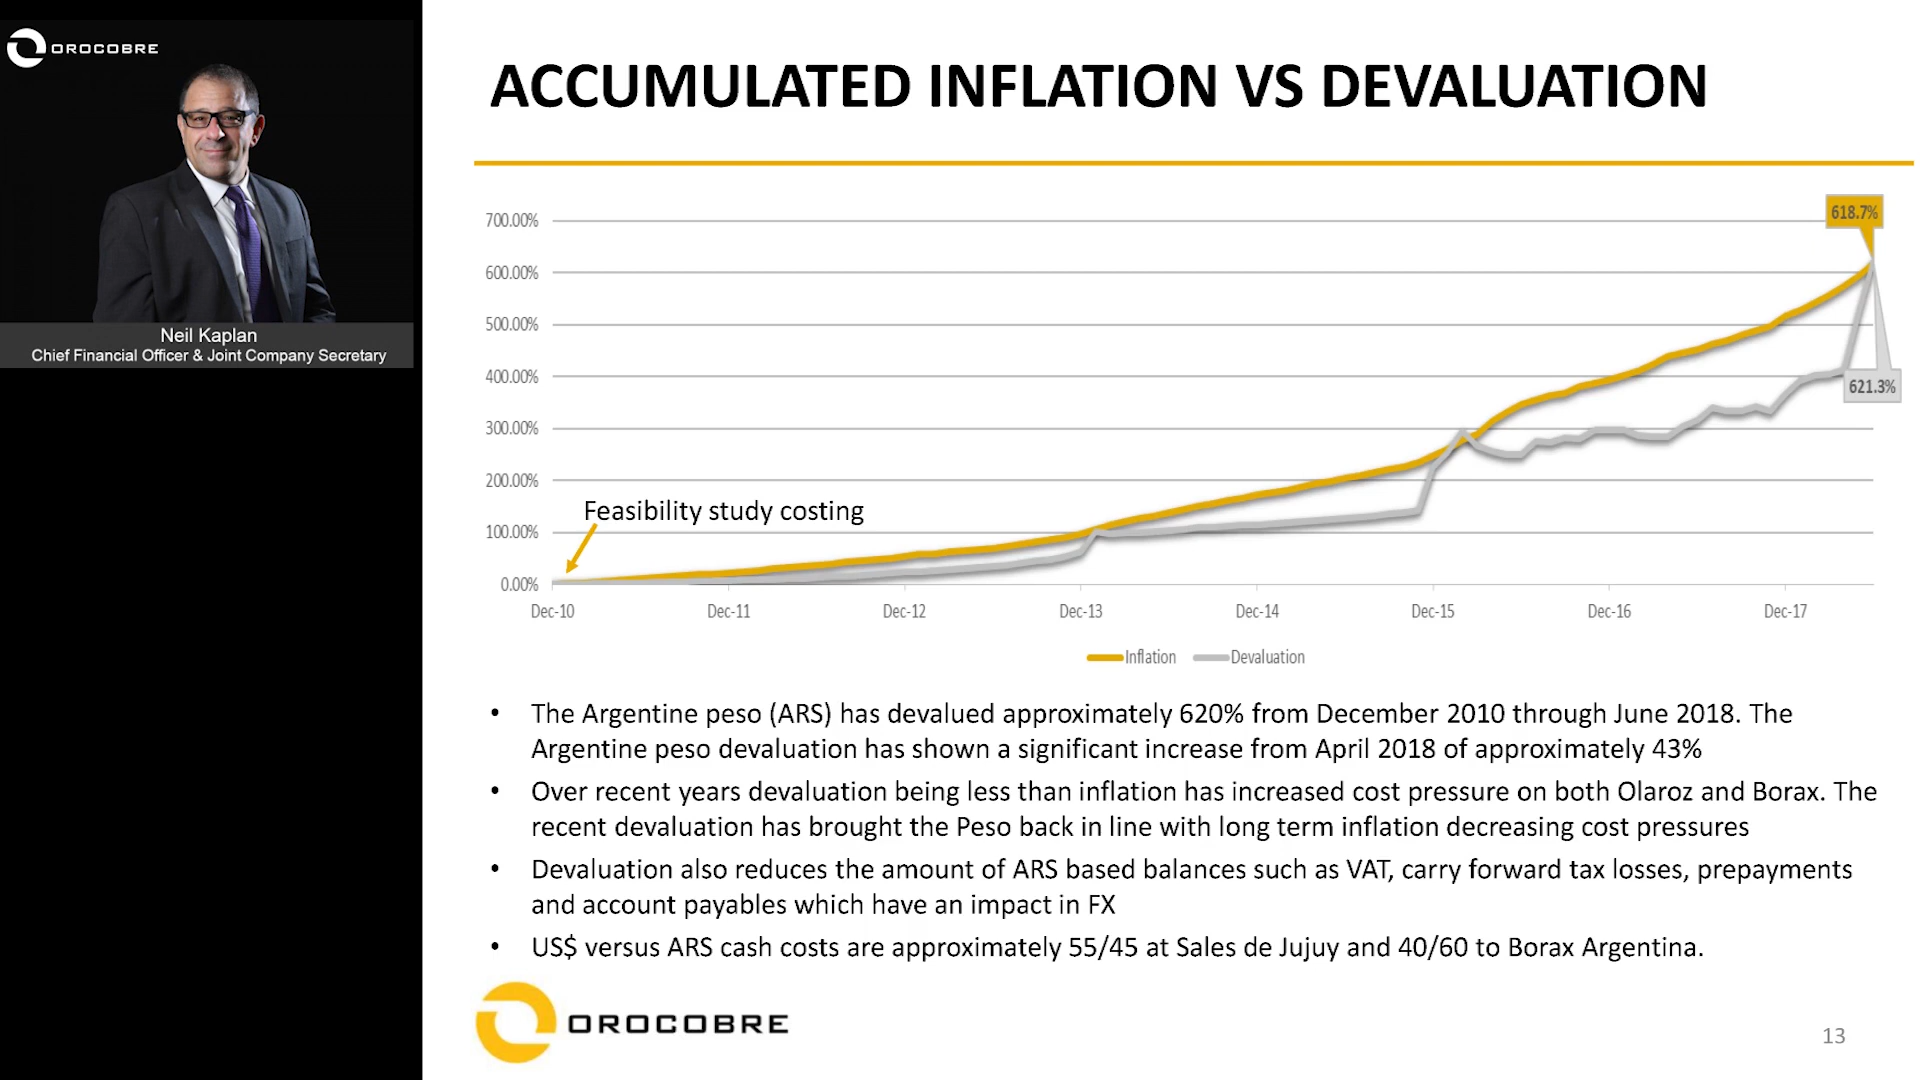 OROCOBRE
Neil Kaplan
Chief Financial Officer & Joint Company Secretary
ACCUMULATED INFLATION VS DEVALUATION
618.7%
700.00%
600.00%
500.00%
400.00%
621.3%
300.00%
200.00%
Feasibility study costing
100.00%
0.00%
Dec-10 Dec-11 Dec-12 Dec-13 Dec-14 Dec-15 Dec-16 Dec-17
Inflation Devaluation
• The Argentine peso (ARS) has devalued approximately 620% from December 2010 through June 2018. The
Argentine peso devaluation has shown a significant increase from April 2018 of approximately 43%
• Over recent years devaluation being less than inflation has increased cost pressure on both Olaroz and Borax. The
recent devaluation has brought the Peso back in line with long term inflation decreasing cost pressures
• Devaluation also reduces the amount of ARS based balances such as VAT, carry forward tax losses, prepayments
and account payables which have an impact in FX
• US$ versus ARS cash costs are approximately 55/45 at Sales de Jujuy and 40/60 to Borax Argentina.
OROCOBRE
13